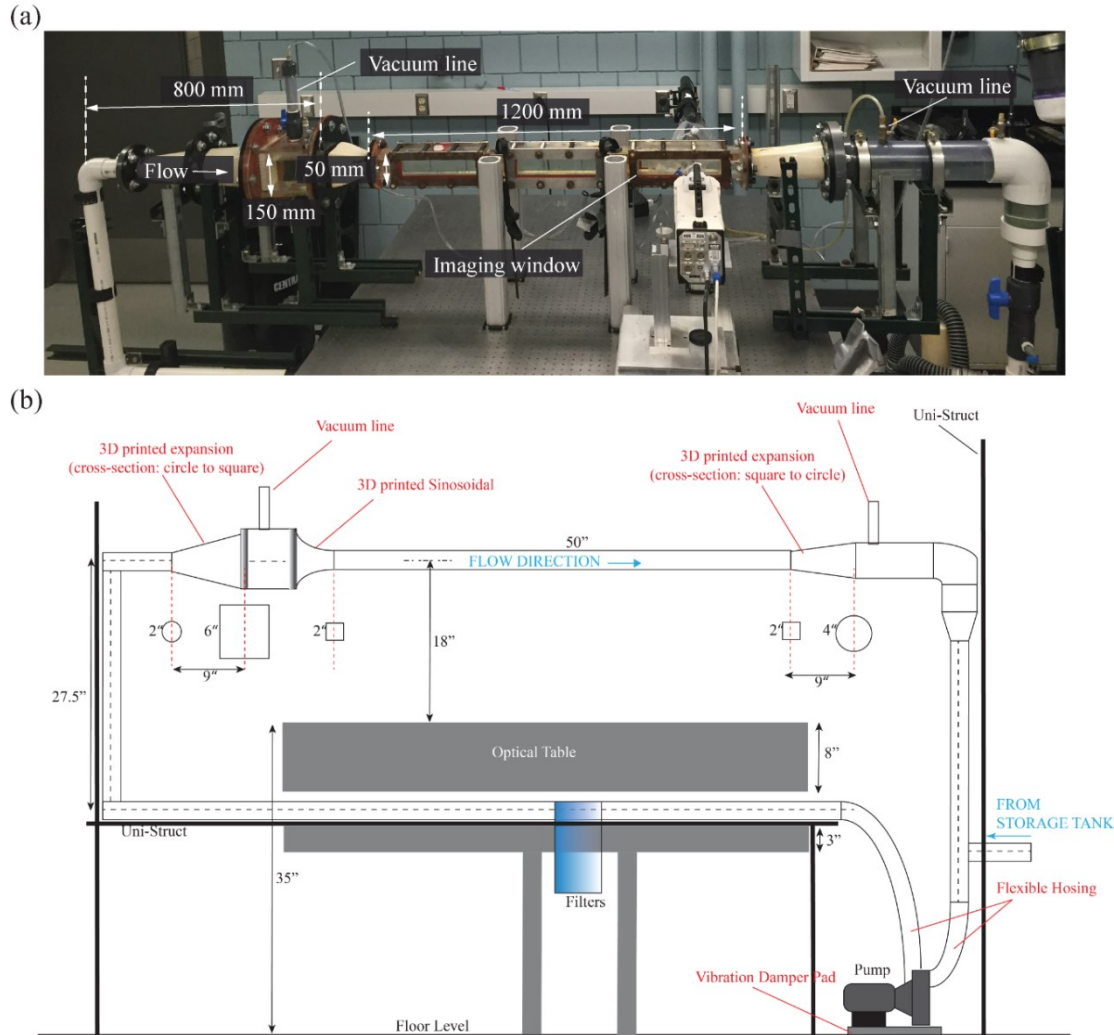 (a)
Vacuum line
800 mm
Vacuum line
1200 mm
50 mm
Flow
150 mm
Imaging window
CENTRA
(b)
Vacuum line
Uni-Struct
Vacuum line
3D printed expansion
(cross-section: circle to square)
3D printed Sinosoidal
3D printed expansion
(cross-section: square to circle)
50”
FLOW DIRECTION
2“
6“
2“
2“
4“
18”
9“
9“
27.5”
Optical Table
8”
FROM
STORAGE TANK
Uni-Struct
3”
35”
Flexible Hosing
Filters
Vibration Damper Pad
Pump
Floor Level